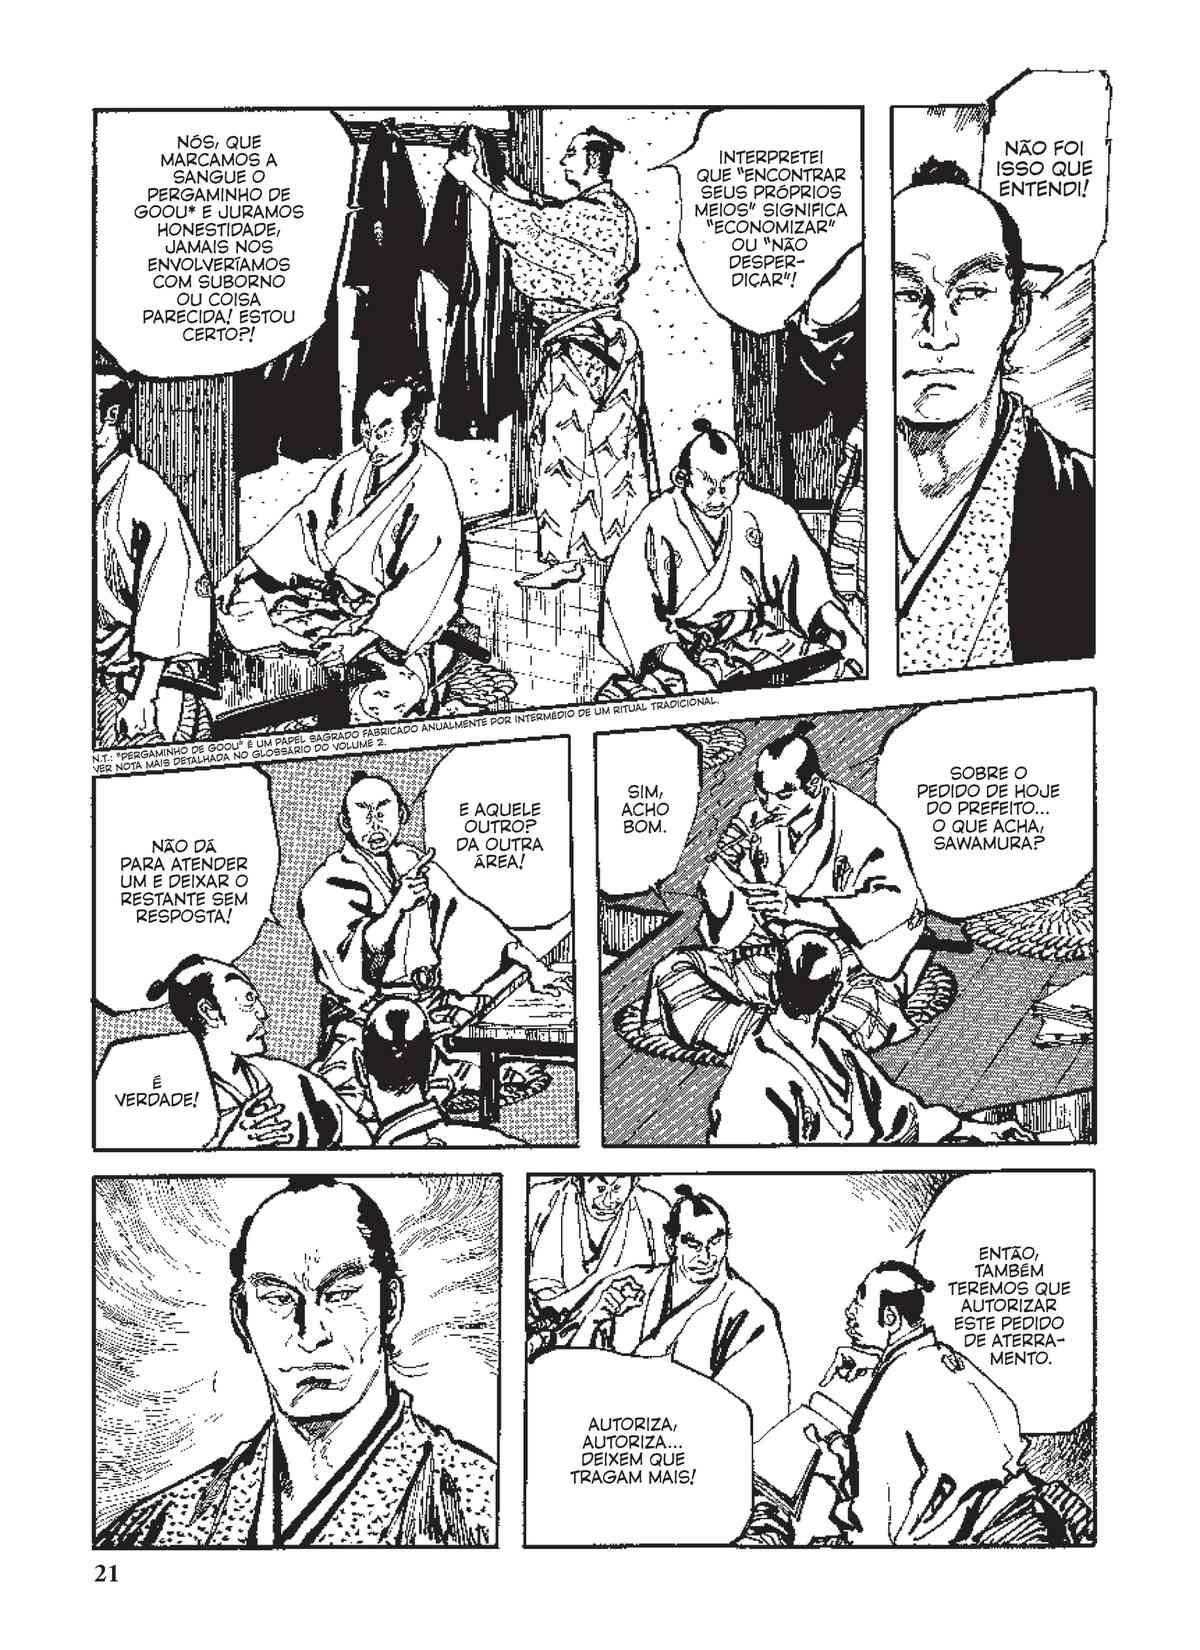 NÃO FOI
ISSO QUE
ENTENDI!
INTERPRETEI
QUE "ENCONTRAR
SEUS PRÓPRIOS
MEIOS" SIGNIFICA
"ECONOMIZAR"
OU "NÃO
DESPER-
DIÇAR"!
NÓS, QUE
MARCAMOS A
SANGUE O
PERGAMINHO DE
GOOU* E JURAMOS
HONESTIDADE,
JAMAIS NOS
ENVOLVERÍAMOS
COM SUBORNO
OU COISA
PARECIDA! ESTOU
CERTO?!
N.T.: "PERGAMINHO DE GOOU" É UM PAPEL SAGRADO FABRICADO ANUALMENTE POR INTERMÉDIO DE UM RITUAL TRADICIONAL.
VER NOTA MAIS DETALHADA NO GLOSSÁRIO DO VOLUME 2.
SOBRE O
PEDIDO DE HOJE
DO PREFEITO...
O QUE ACHA,
SAWAMURA?
SIM,
ACHO
BOM.
E AQUELE
OUTRO?
DA OUTRA
ÁREA!
NÃO DÁ
PARA ATENDER
UM E DEIXAR O
RESTANTE SEM
RESPOSTA!
É
VERDADE!
ENTÃO,
TAMBÉM
TEREMOS QUE
AUTORIZAR
ESTE PEDIDO
DE ATERRA-
MENTO.
AUTORIZA,
AUTORIZA...
DEIXEM QUE
TRAGAM MAIS!
21